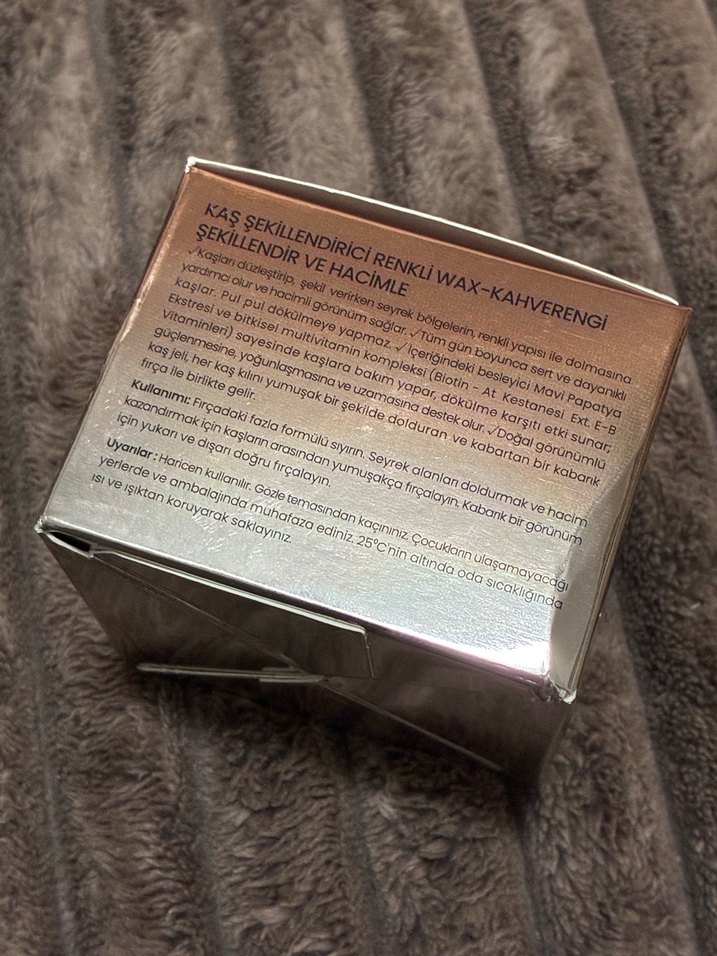 KAŞ ŞEKİLLENDİRİCİ RENKLİ WAX-KAHVERENGİ
ŞEKİLLENDİR VE HACİMLE
✓Kaşları düzleştirip, şekil verirken seyrek bölgelerin, renkli yapısı ile dolmasına
yardımcı olur ve hacimli görünüm sağlar. ✓Tüm gün boyunca sert ve dayanıklı
kaşlar. Pul pul dökülmeye yapmaz. ✓İçeriğindeki besleyici Mavi Papatya
Ekstresi ve bitkisel multivitamin kompleksi (Biotin - At Kestanesi Ext. E-B
Vitaminleri) sayesinde kaşlara bakım yapar, dökülme karşıtı etki sunar;
güçlenmesine, yoğunlaşmasına ve uzamasına destek olur. ✓Doğal görünümlü
kaş jeli, her kaş kılını yumuşak bir şekilde dolduran ve kabartan bir kabarık
fırça ile birlikte gelir.
Kullanımı: Fırçadaki fazla formülü sıyırın. Seyrek alanları doldurmak ve hacim
kazandırmak için kaşların arasından yumuşakça fırçalayın. Kabarık bir görünüm
için yukarı ve dışarı doğru fırçalayın.
Uyarılar : Haricen kullanılır. Gözle temasından kaçınınız. Çocukların ulaşamayacağı
yerlerde ve ambalajında muhafaza ediniz. 25°C'nin altında oda sıcaklığında
ısı ve ışıktan koruyarak saklayınız.